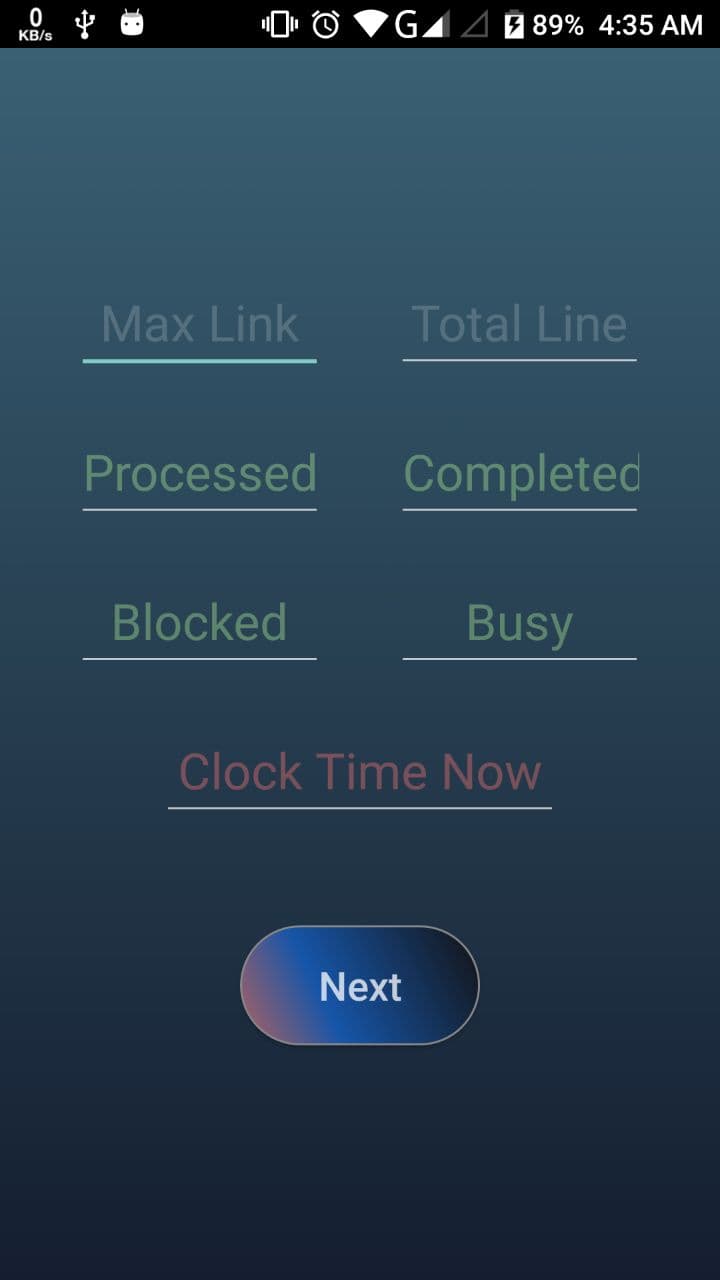 0 KB/s G 89% 4:35 AM
Max Link Total Line
Processed Completed
Blocked Busy
Clock Time Now
Next